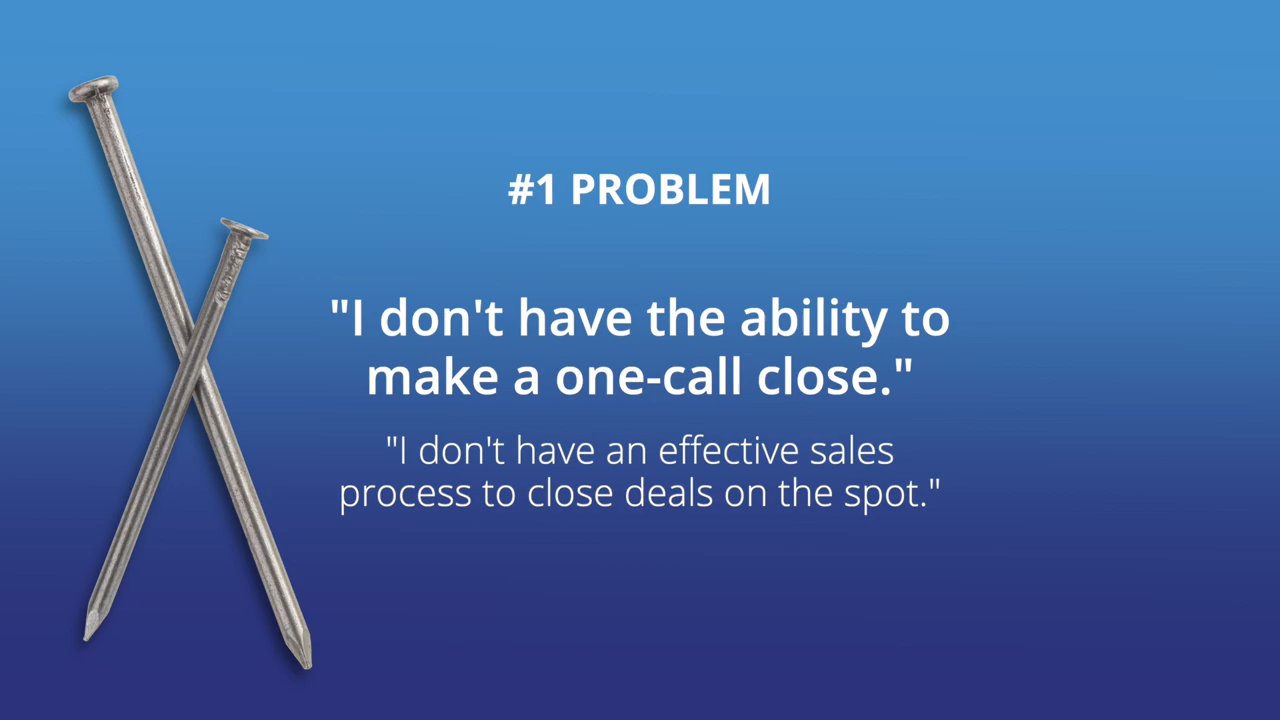 #1 PROBLEM
"I don't have the ability to
make a one-call close."
"I don't have an effective sales
process to close deals on the spot."